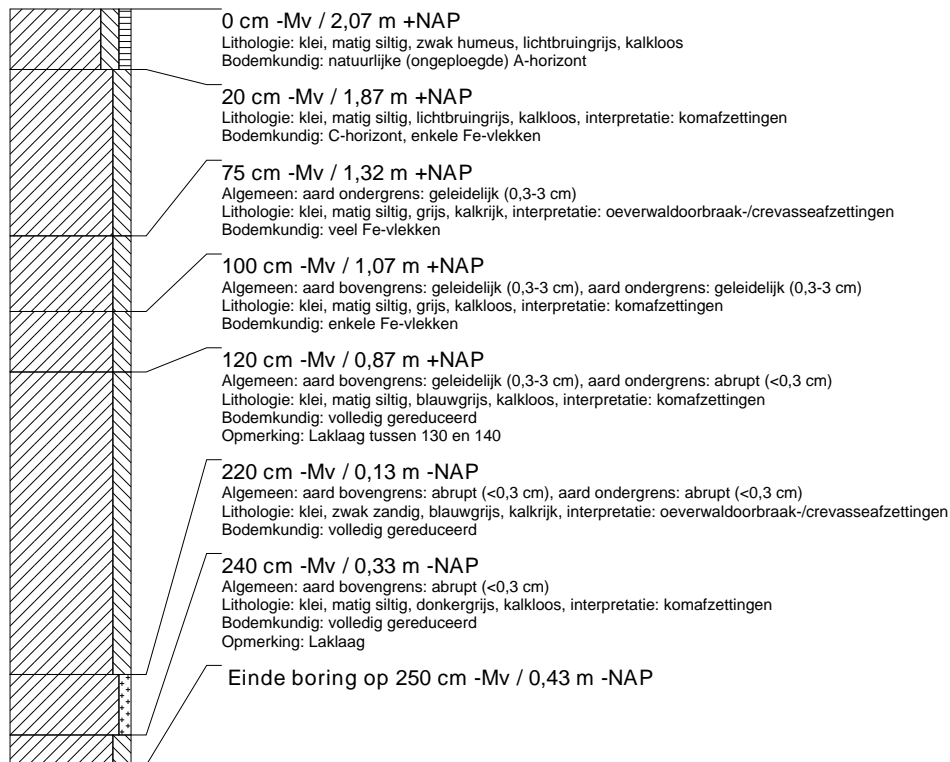 0 cm -Mv / 2,07 m +NAP
Lithologie: klei, matig siltig, zwak humeus, lichtbruingrijs, kalkloos
Bodemkundig: natuurlijke (ongeploegde) A-horizont
20 cm -Mv / 1,87 m +NAP
Lithologie: klei, matig siltig, lichtbruingrijs, kalkloos, interpretatie: komafzettingen
Bodemkundig: C-horizont, enkele Fe-vlekken
75 cm -Mv / 1,32 m +NAP
Algemeen: aard ondergrens: geleidelijk (0,3-3 cm)
Lithologie: klei, matig siltig, grijs, kalkrijk, interpretatie: oeverwaldoorbraak-/crevasseafzettingen
Bodemkundig: veel Fe-vlekken
100 cm -Mv / 1,07 m +NAP
Algemeen: aard bovengrens: geleidelijk (0,3-3 cm), aard ondergrens: geleidelijk (0,3-3 cm)
Lithologie: klei, matig siltig, grijs, kalkloos, interpretatie: komafzettingen
Bodemkundig: enkele Fe-vlekken
120 cm -Mv / 0,87 m +NAP
Algemeen: aard bovengrens: geleidelijk (0,3-3 cm), aard ondergrens: abrupt (<0,3 cm)
Lithologie: klei, matig siltig, blauwgrijs, kalkloos, interpretatie: komafzettingen
Bodemkundig: volledig gereduceerd
Opmerking: Laklaag tussen 130 en 140
220 cm -Mv / 0,13 m -NAP
Algemeen: aard bovengrens: abrupt (<0,3 cm), aard ondergrens: abrupt (<0,3 cm)
Lithologie: klei, zwak zandig, blauwgrijs, kalkrijk, interpretatie: oeverwaldoorbraak-/crevasseafzettingen
Bodemkundig: volledig gereduceerd
240 cm -Mv / 0,33 m -NAP
Algemeen: aard bovengrens: abrupt (<0,3 cm)
Lithologie: klei, matig siltig, donkergrijs, kalkloos, interpretatie: komafzettingen
Bodemkundig: volledig gereduceerd
Opmerking: Laklaag
Einde boring op 250 cm -Mv / 0,43 m -NAP